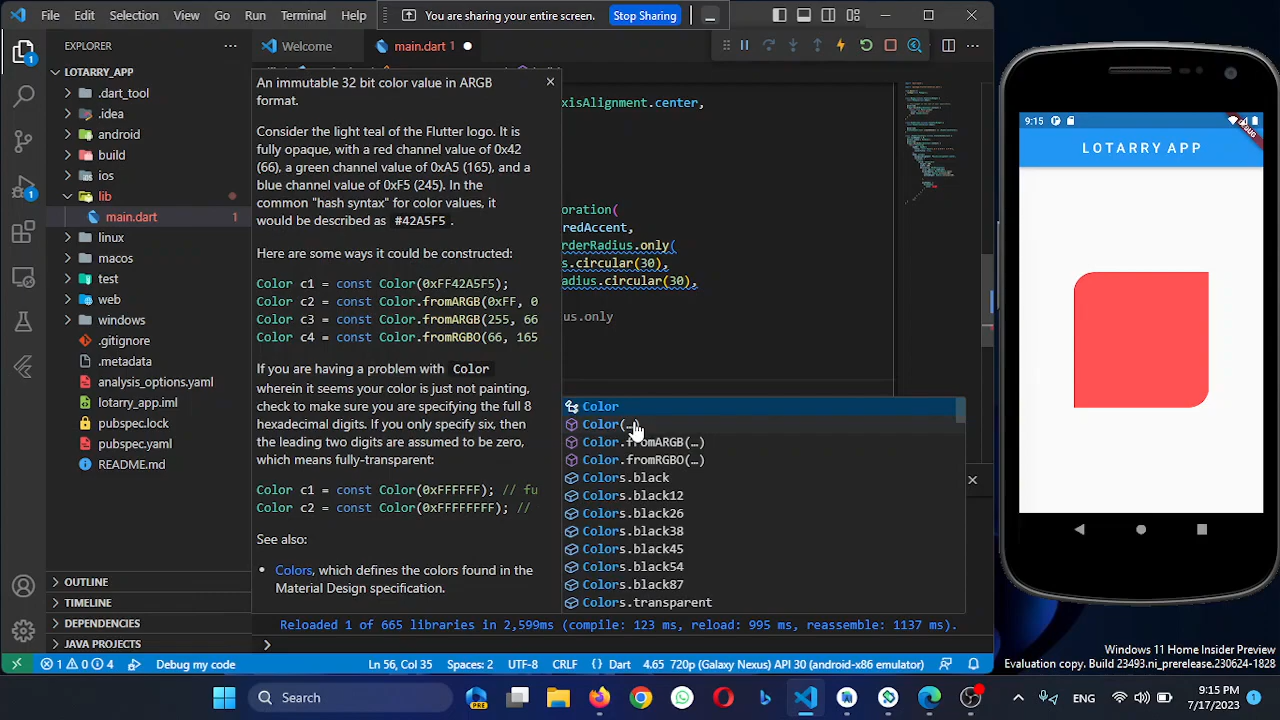 File Edit Selection View Go Run Terminal Help
You are sharing your entire screen. Stop Sharing
EXPLORER
Welcome
main.dart 1
LOTARRY_APP
.dart_tool
.idea
android
build
ios
lib
main.dart 1
linux
macos
test
web
windows
.gitignore
.metadata
analysis_options.yaml
lotarry_app.iml
pubspec.lock
pubspec.yaml
README.md
OUTLINE
TIMELINE
DEPENDENCIES
JAVA PROJECTS
An immutable 32 bit color value in ARGB
format.
Consider the light teal of the Flutter logo. It is
fully opaque, with a red channel value of 0x42
(66), a green channel value of 0xA5 (165), and a
blue channel value of 0xF5 (245). In the
common "hash syntax" for color values, it
would be described as #42A5F5 .
Here are some ways it could be constructed:
Color c1 = const Color(0xFF42A5F5);
Color c2 = const Color.fromARGB(0xFF, 0
Color c3 = const Color.fromARGB(255, 66
Color c4 = const Color.fromRGBO(66, 165
If you are having a problem with Color
wherein it seems your color is just not painting,
check to make sure you are specifying the full 8
hexadecimal digits. If you only specify six, then
the leading two digits are assumed to be zero,
which means fully-transparent:
Color c1 = const Color(0xFFFFFF); // fu
Color c2 = const Color(0xFFFFFFFF); //
See also:
Colors, which defines the colors found in the
Material Design specification.
xisAlignment.center,
oration(
redAccent,
rderRadius.only(
s.circular(30),
adius.circular(30),
us.only
Color
Color(…)
Color.fromARGB(…)
Color.fromRGBO(…)
Colors.black
Colors.black12
Colors.black26
Colors.black38
Colors.black45
Colors.black54
Colors.black87
Colors.transparent
Reloaded 1 of 665 libraries in 2,599ms (compile: 123 ms, reload: 995 ms, reassemble: 1137 ms).
1 0 4 Debug my code
Ln 56, Col 35 Spaces: 2 UTF-8 CRLF {} Dart 4.65 720p (Galaxy Nexus) API 30 (android-x86 emulator)
9:15
LOTARRY APP
Windows 11 Home Insider Preview
Evaluation copy. Build 23493.ni_prerelease.230624-1828
Search
PRE
ENG
9:15 PM
7/17/2023